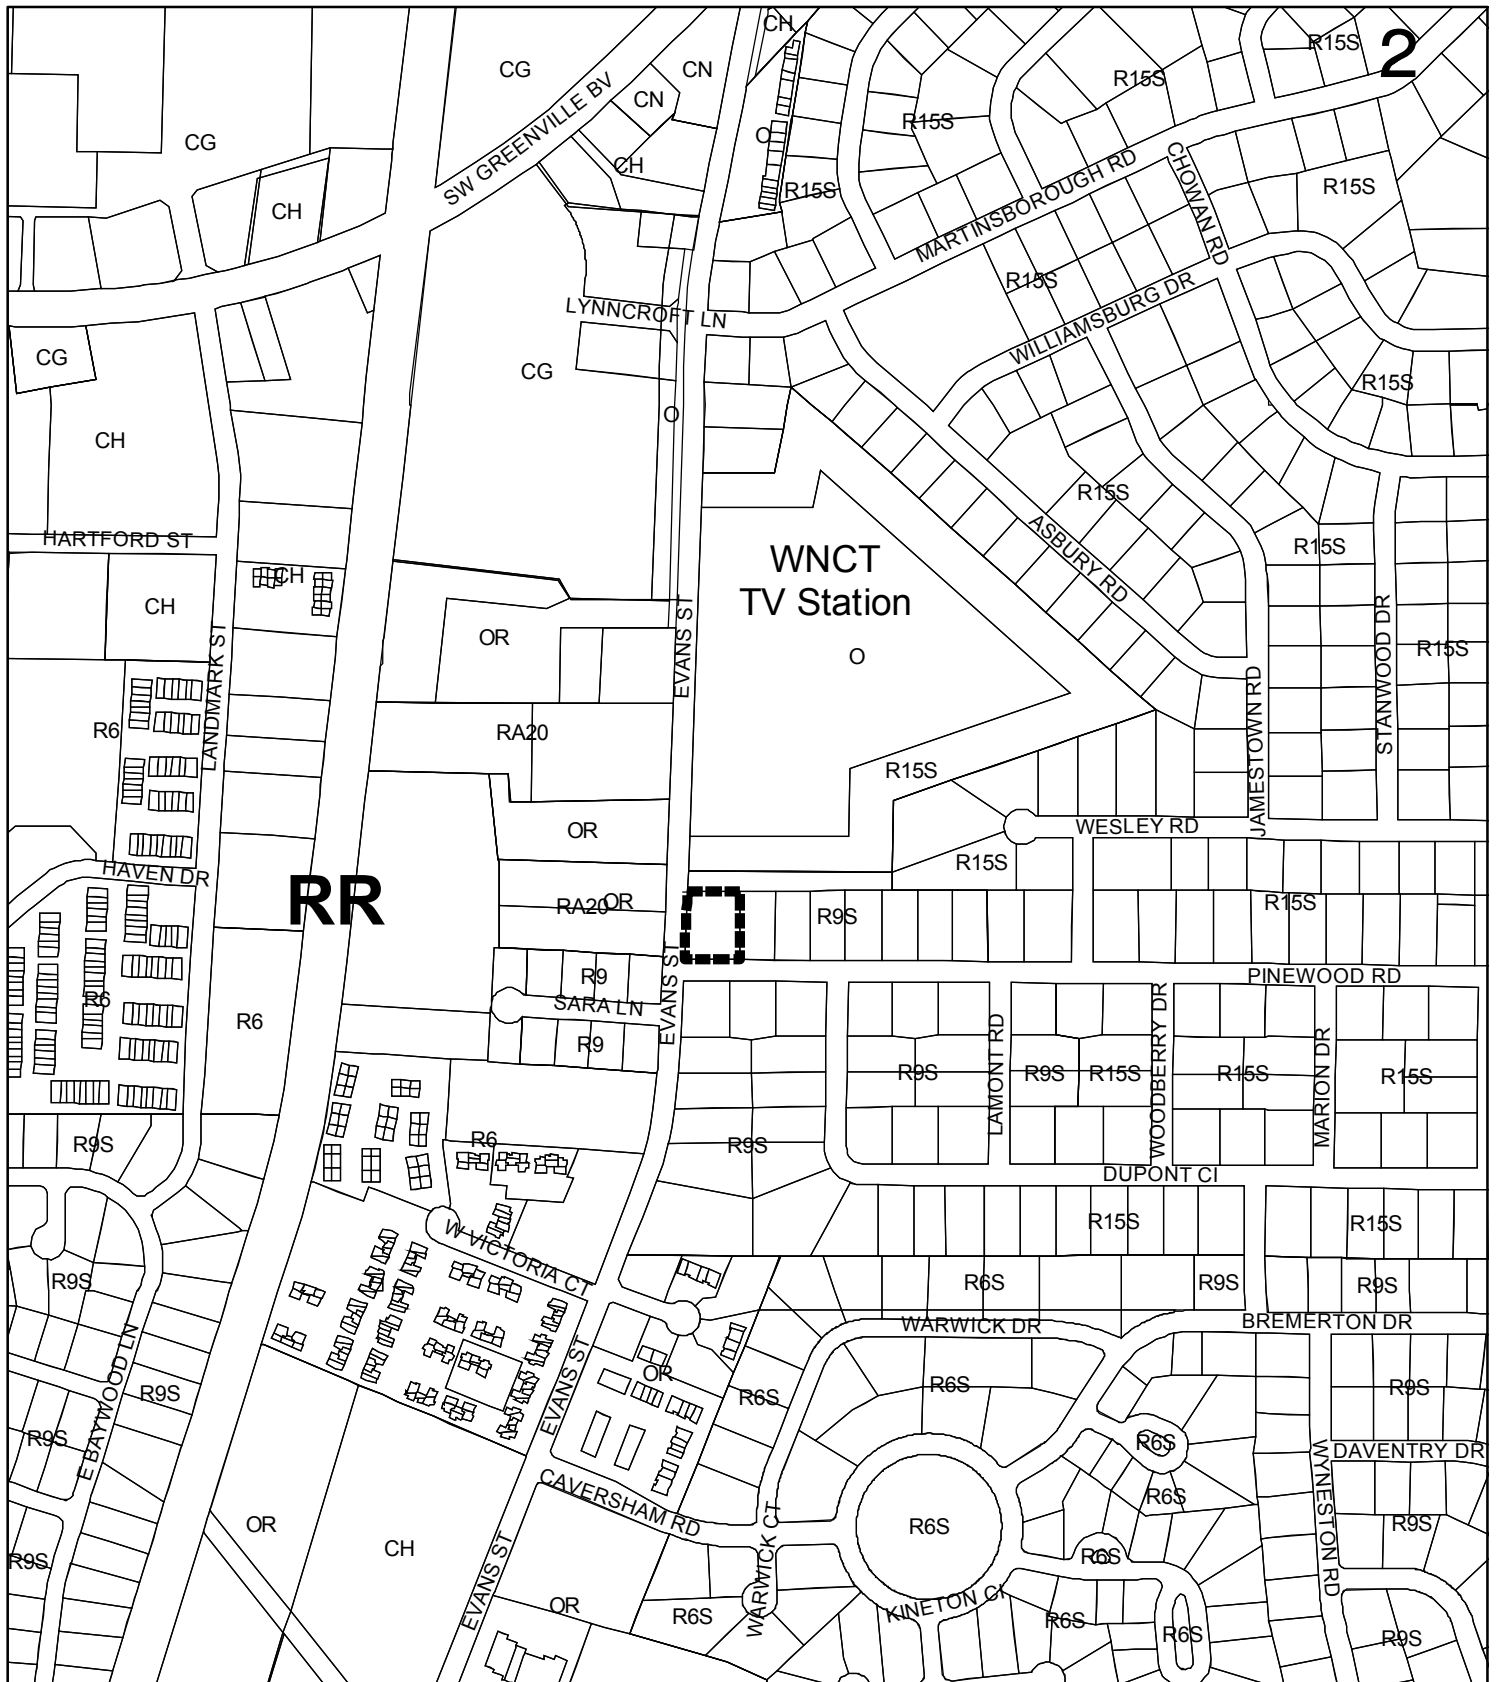 CH
R15S
2
CG
CN
R15S
CN
R15S
O
CG
SW GREENVILLE BV
CH
MARTINSBOROUGH RD
CHOWAN RD
R15S
R15S
CH
R15S
WILLIAMSBURG DR
LYNNCROFT LN
CG
CG
R15S
O
CH
R15S
ASBURY RD
HARTFORD ST
R15S
WNCT
TV Station
CH
CH
EVANS ST
STANWOOD DR
OR
O
R15S
LANDMARK ST
JAMESTOWN RD
R6
RA20
R15S
WESLEY RD
OR
R15S
HAVEN DR
RR
RA20
OR
R9S
R15S
EVANS ST
R9
PINEWOOD RD
R6
SARA LN
R6
R9
LAMONT RD
WOODBERRY DR
MARION DR
R9S
R9S
R15S
R15S
R15S
R9S
R6
R9S
DUPONT CI
R15S
R15S
W VICTORIA CT
R9S
R6S
R9S
R9S
WARWICK DR
BREMERTON DR
E BAYWOOD LN
EVANS ST
OR
R9S
R6S
R6S
R9S
R9S
R6S
DAVENTRY DR
WYNESTON RD
CAVERSHAM RD
R6S
OR
R6S
R9S
CH
R9S
R6S
EVANS ST
WARWICK CT
KINETON CI
OR
R6S
R6S
R6S
R9S